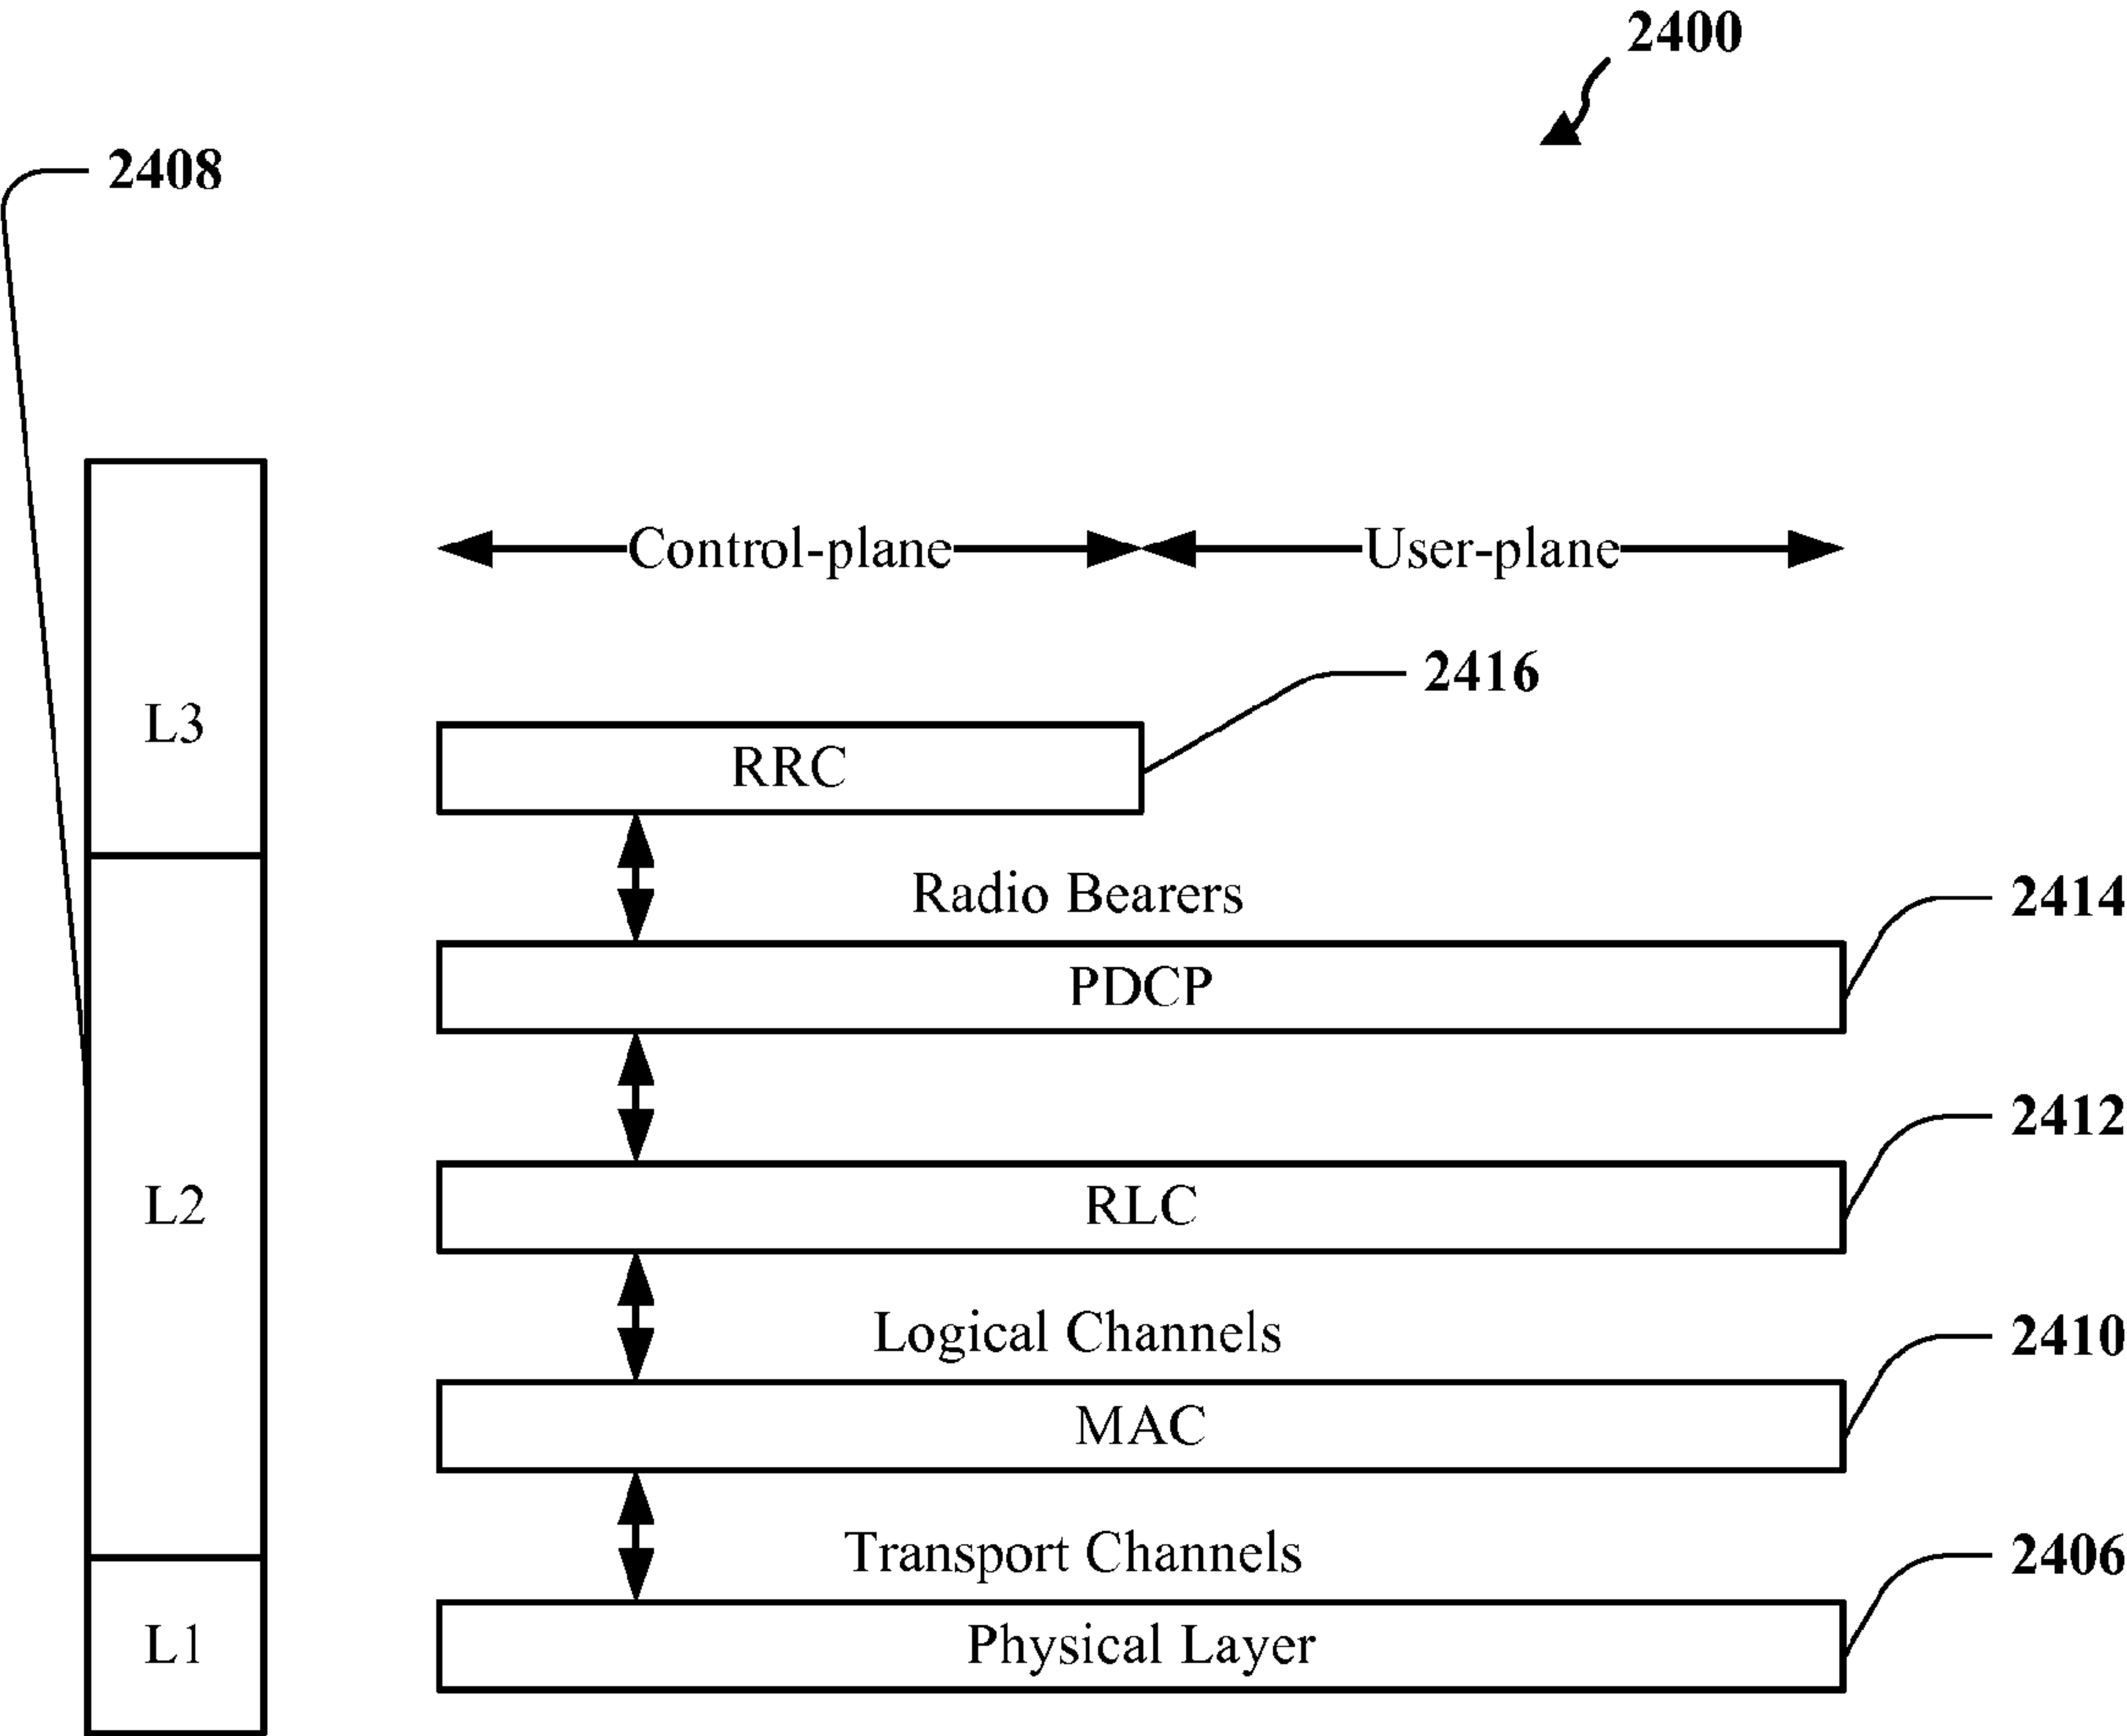 2400
2408
Control-plane User-plane
2416
L3
RRC
Radio Bearers
2414
PDCP
2412
L2
RLC
Logical Channels
2410
MAC
Transport Channels
2406
L1
Physical Layer